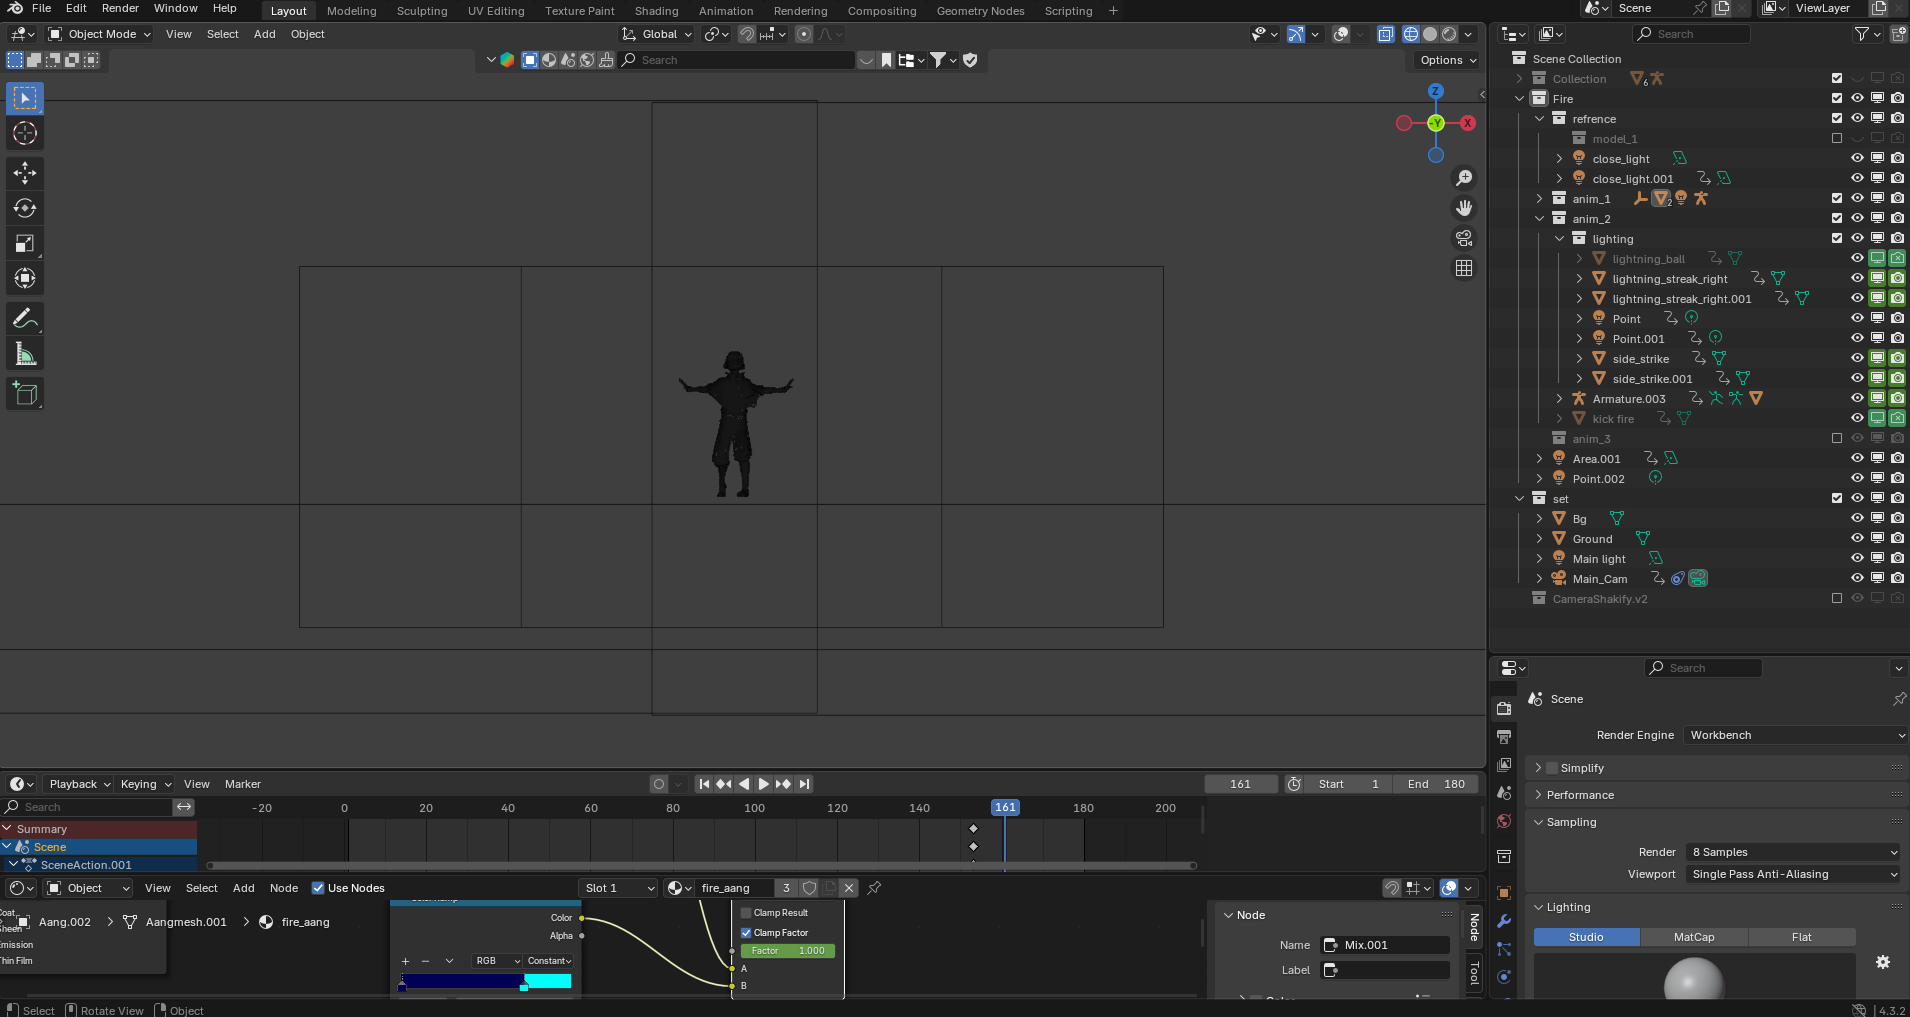 File Edit Render Window Help Layout Modeling Sculpting UV Editing Texture Paint Shading Animation Rendering Compositing Geometry Nodes Scripting + Scene ViewLayer
Object Mode View Select Add Object Global
Search
Search Options
Z
-Y X
Scene Collection
Collection 6
Fire
refrence
model_1
close_light
close_light.001
anim_1 2
anim_2
lighting
lightning_ball
lightning_streak_right
lightning_streak_right.001
Point
Point.001
side_strike
side_strike.001
Armature.003
kick fire
anim_3
Area.001
Point.002
set
Bg
Ground
Main light
Main_Cam
CameraShakify.v2
Search
Scene
Render Engine Workbench
Simplify
Performance
Sampling
Render 8 Samples
Viewport Single Pass Anti-Aliasing
Lighting
Studio MatCap Flat
Playback Keying View Marker 161 Start 1 End 180
Search -20 0 20 40 60 80 100 120 140 161 180 200
Summary
Scene
SceneAction.001
Object View Select Add Node Use Nodes Slot 1 fire_aang 3
Aang.002 > Aangmesh.001 > fire_aang
Sheen
Emission
Thin Film
Color
Alpha
+ − RGB Constant
Clamp Result
Clamp Factor
Factor 1.000
A
B
Node
Name Mix.001
Label
Node
Tool
Select Rotate View Object 4.3.2